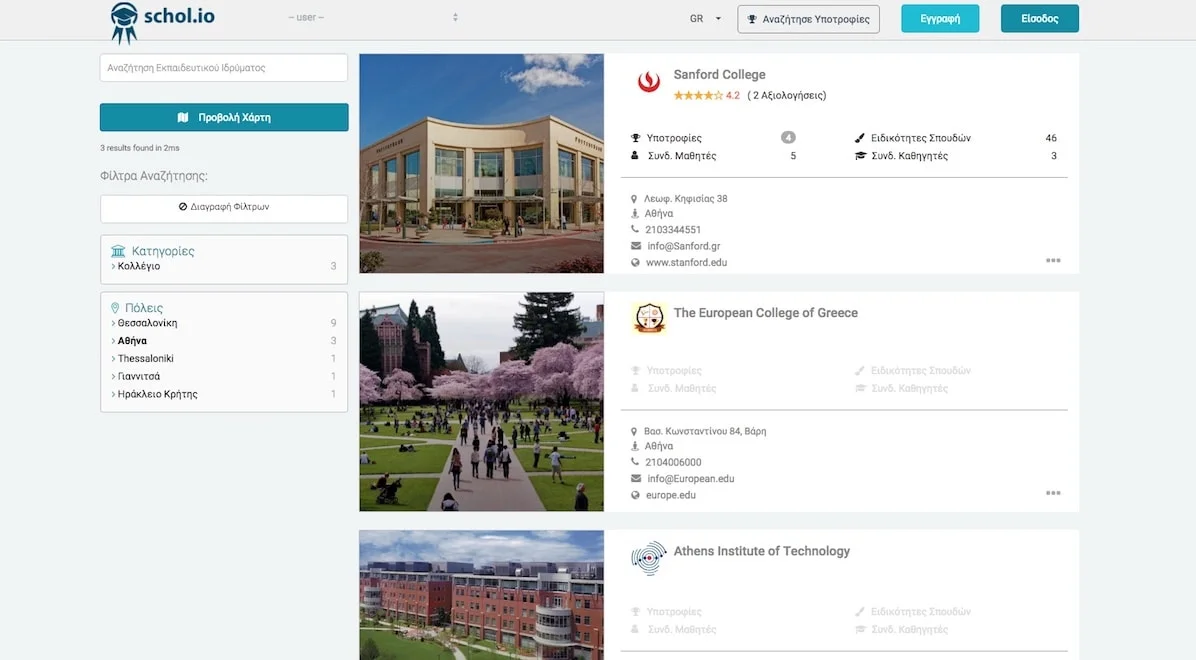 schol.io
-- user --
GR
Αναζήτησε Υποτροφίες
Εγγραφή
Είσοδος
Αναζήτηση Εκπαιδευτικού Ιδρύματος
Προβολή Χάρτη
3 results found in 2ms
Φίλτρα Αναζήτησης:
Διαγραφή Φίλτρων
Κατηγορίες
Κολλέγιο 3
Πόλεις
Θεσσαλονίκη 9
Αθήνα 3
Thessaloniki 1
Γιαννιτσά 1
Ηράκλειο Κρήτης 1
Sanford College
4.2 ( 2 Αξιολογήσεις)
Υποτροφίες 4 Ειδικότητες Σπουδών 46
Συνδ. Μαθητές 5 Συνδ. Καθηγητές 3
Λεωφ. Κηφισίας 38
Αθήνα
2103344551
info@Sanford.gr
www.stanford.edu
The European College of Greece
Υποτροφίες Ειδικότητες Σπουδών
Συνδ. Μαθητές Συνδ. Καθηγητές
Βασ. Κωνσταντίνου 84, Βάρη
Αθήνα
2104006000
info@European.edu
europe.edu
Athens Institute of Technology
Υποτροφίες Ειδικότητες Σπουδών
Συνδ. Μαθητές Συνδ. Καθηγητές